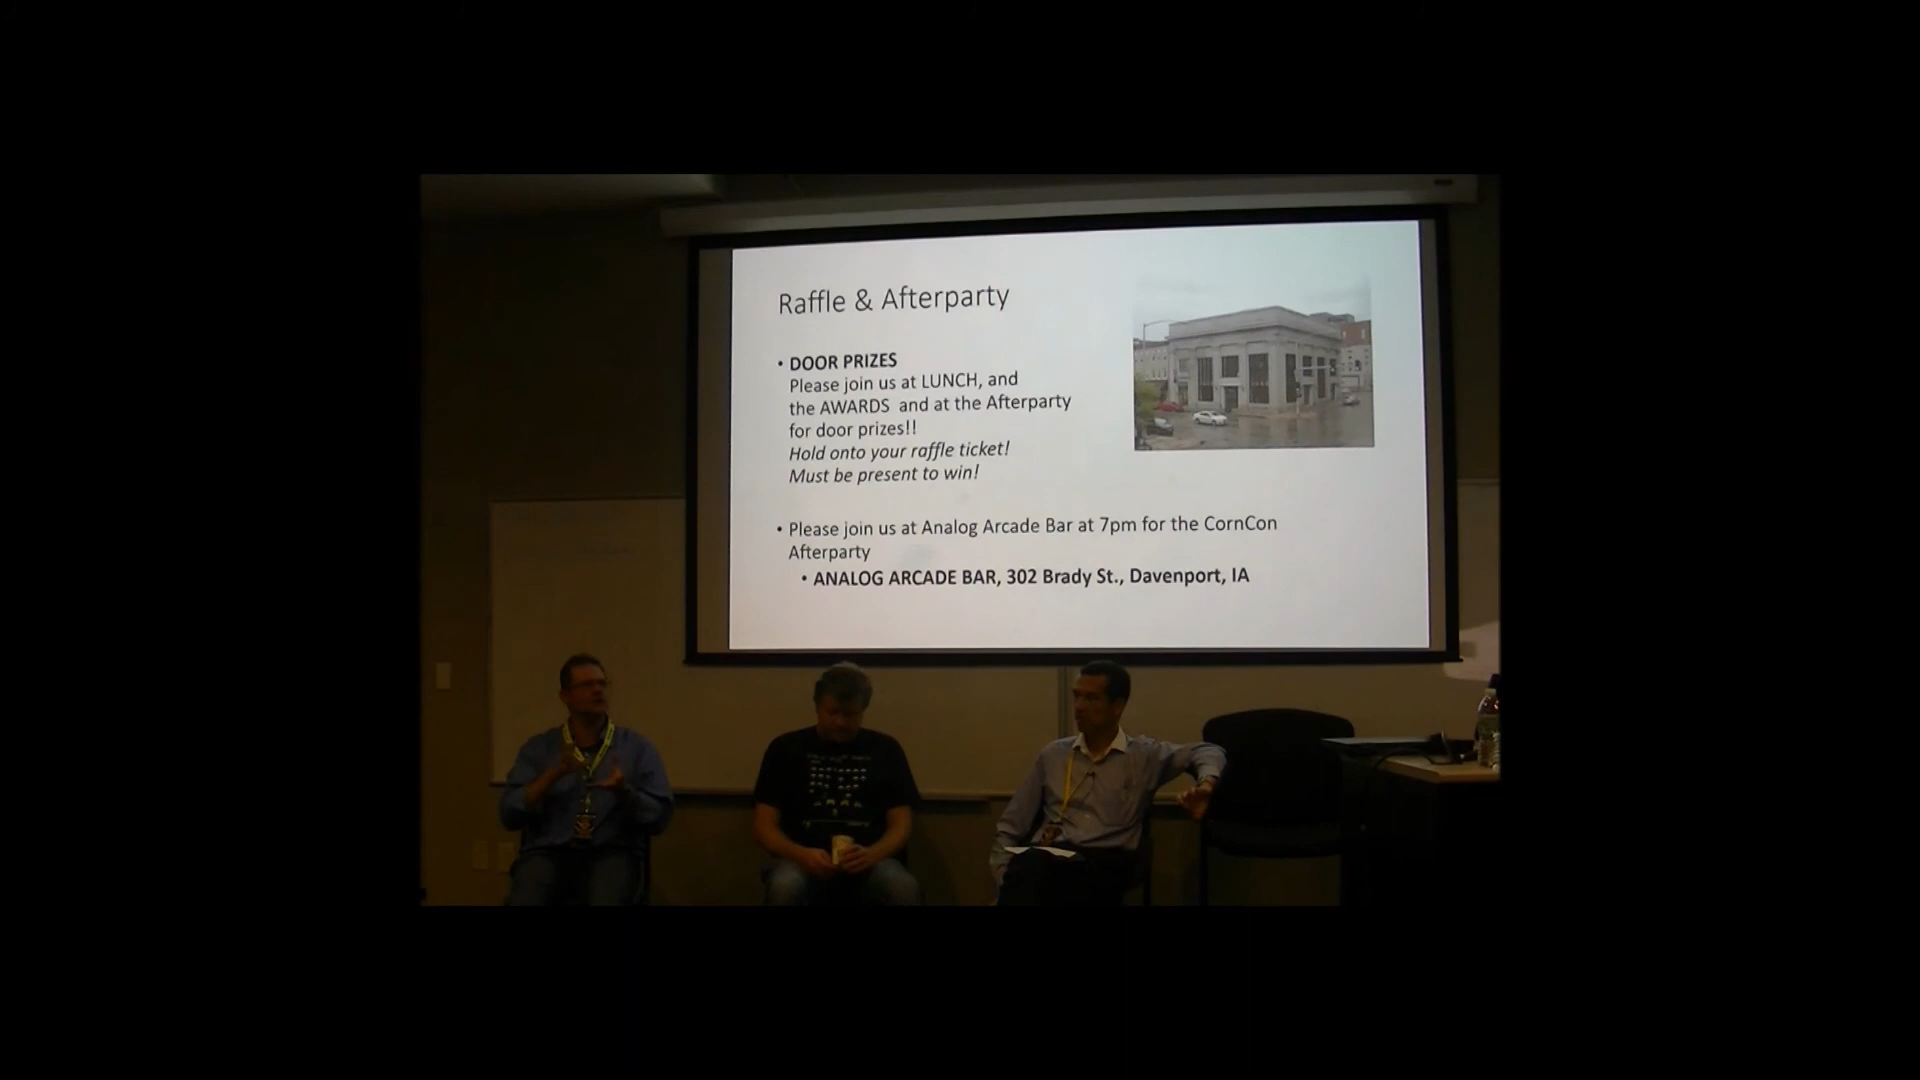 Raffle & Afterparty
• DOOR PRIZES
Please join us at LUNCH, and
the AWARDS and at the Afterparty
for door prizes!!
Hold onto your raffle ticket!
Must be present to win!
• Please join us at Analog Arcade Bar at 7pm for the CornCon
Afterparty
• ANALOG ARCADE BAR, 302 Brady St., Davenport, IA